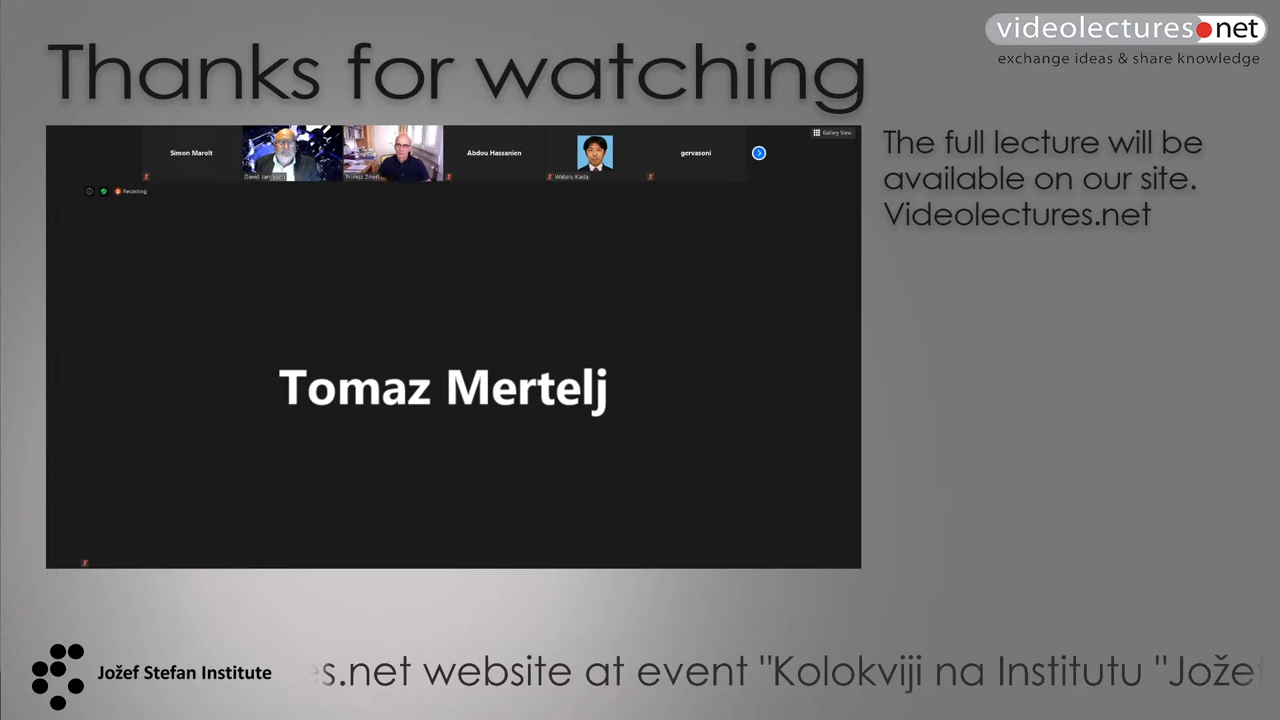 videolectures.net
exchange ideas & share knowledge
Thanks for watching
The full lecture will be
available on our site.
Videolectures.net
Gallery View
Simon Marolt
Abdou Hassanien
gervasoni
Wataru Kada
Recording
Tomaz Mertelj
Jožef Stefan Institute
s.net website at event "Kolokviji na Institutu "Jože